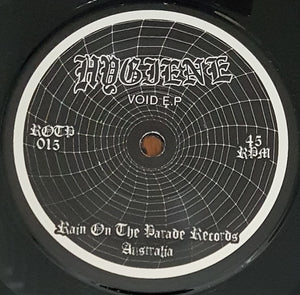 HYGIENE
VOID E.P
ROTP
015
45
RPM
Rain On The Parade Records
Australia